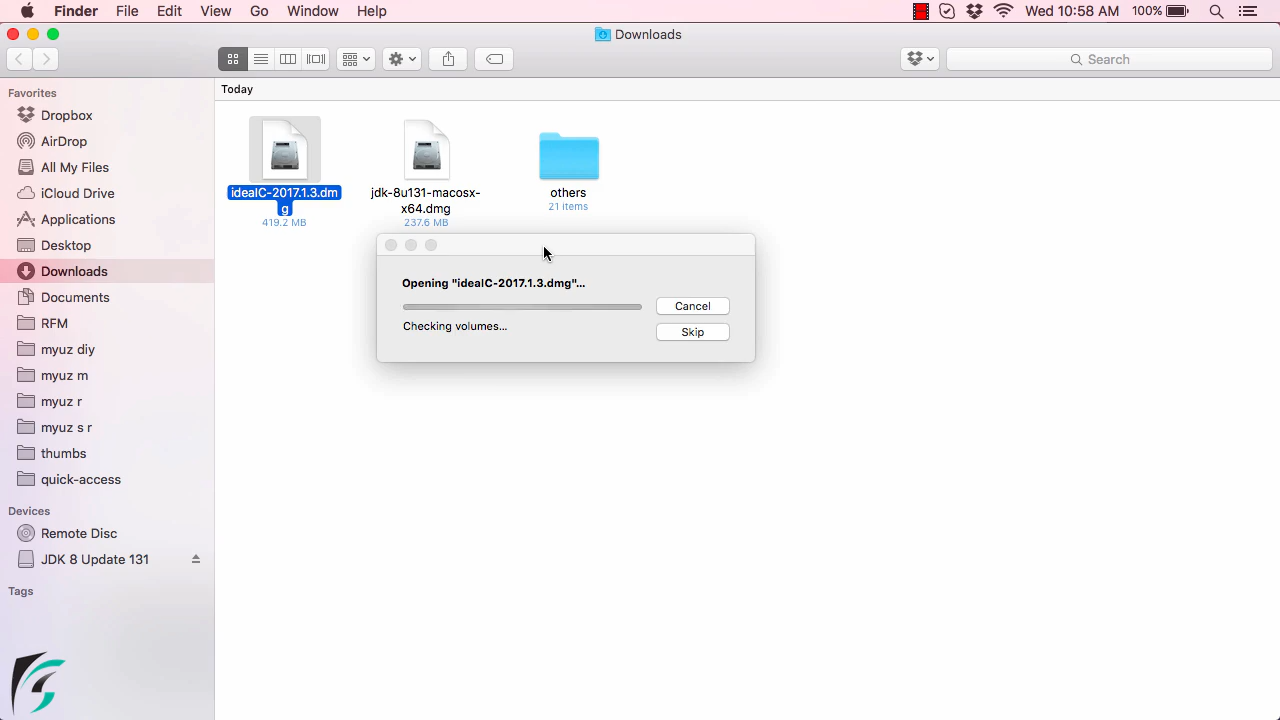 Finder File Edit View Go Window Help Wed 10:58 AM 100%
Downloads
Search
Favorites
Dropbox
AirDrop
All My Files
iCloud Drive
Applications
Desktop
Downloads
Documents
RFM
myuz diy
myuz m
myuz r
myuz s r
thumbs
quick-access
Devices
Remote Disc
JDK 8 Update 131
Tags
Today
ideaIC-2017.1.3.dm
g
419.2 MB
jdk-8u131-macosx-
x64.dmg
237.6 MB
others
21 items
Opening "ideaIC-2017.1.3.dmg"...
Cancel
Checking volumes...
Skip